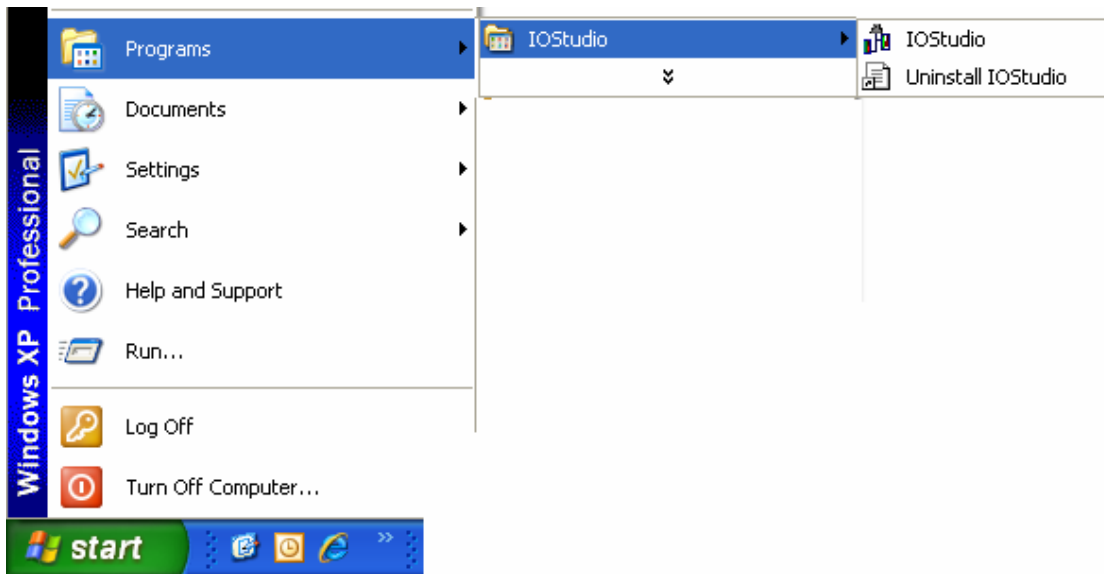 Programs
IOStudio
IOStudio
Uninstall IOStudio
Documents
Settings
Search
Help and Support
Run...
Log Off
Turn Off Computer...
Windows XP Professional
start